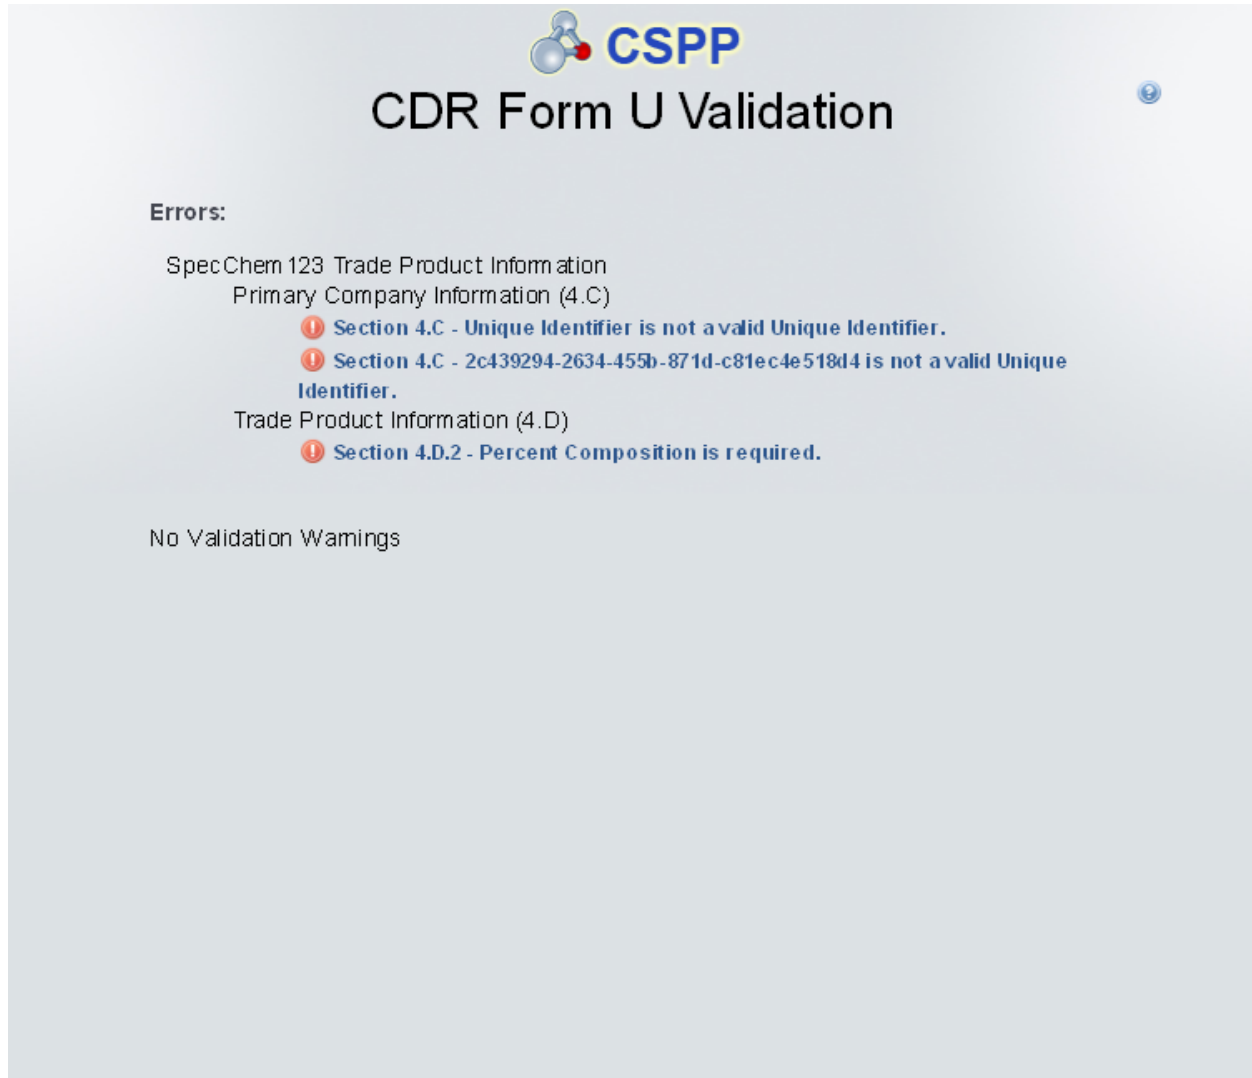 CSPP
CDR Form U Validation
Errors:
SpecChem123 Trade Product Information
Primary Company Information (4.C)
Section 4.C - Unique Identifier is not a valid Unique Identifier.
Section 4.C - 2c439294-2634-455b-871d-c81ec4e518d4 is not a valid Unique
Identifier.
Trade Product Information (4.D)
Section 4.D.2 - Percent Composition is required.
No Validation Warnings